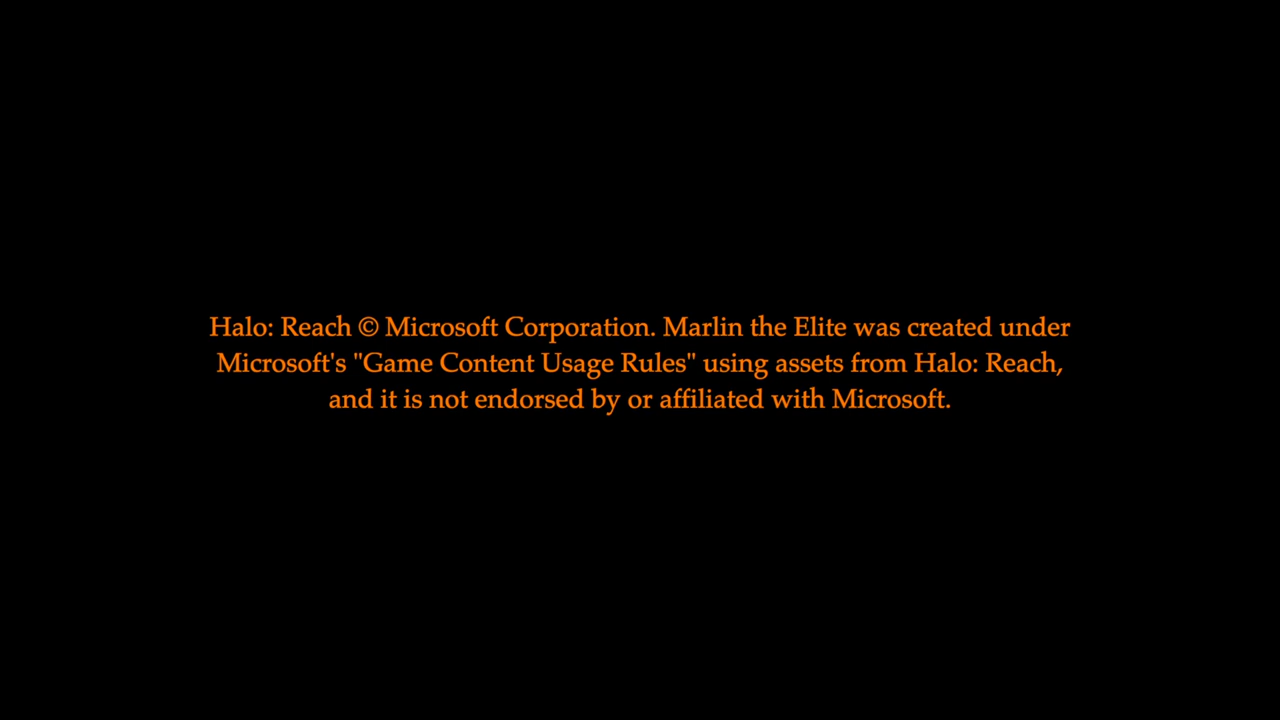 Halo: Reach © Microsoft Corporation. Marlin the Elite was created under
Microsoft's "Game Content Usage Rules" using assets from Halo: Reach,
and it is not endorsed by or affiliated with Microsoft.